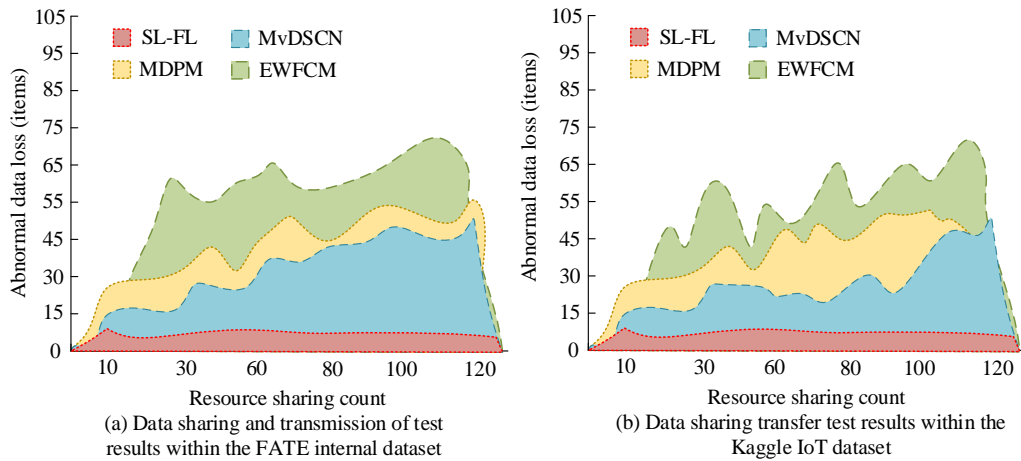 105
95
90
85
75
65
55
45
30
15
0
Abnormal data loss (items)
SL-FL
MvDSCN
MDPM
EWFCM
10
30
60
80
100
120
Resource sharing count
(a) Data sharing and transmission of test
results within the FATE internal dataset
105
95
90
85
75
65
55
45
30
15
0
Abnormal data loss (items)
SL-FL
MvDSCN
MDPM
EWFCM
10
30
60
80
100
120
Resource sharing count
(b) Data sharing transfer test results within the
Kaggle IoT dataset